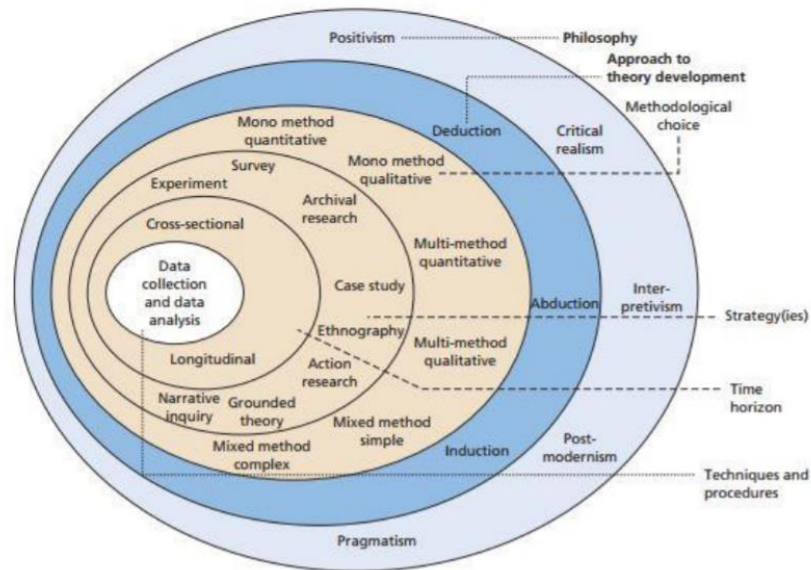 Positivism
Philosophy
Approach to
theory development
Methodological
choice
Mono method
quantitative
Deduction
Critical
realism
Survey
Mono method
qualitative
Experiment
Archival
research
Cross-sectional
Multi-method
quantitative
Data
collection
and data
analysis
Case study
Abduction
Inter-
pretivism
Strategy(ies)
Ethnography
Multi-method
qualitative
Longitudinal
Action
research
Time
horizon
Narrative
inquiry
Grounded
theory
Mixed method
simple
Mixed method
complex
Induction
Post-
modernism
Techniques and
procedures
Pragmatism